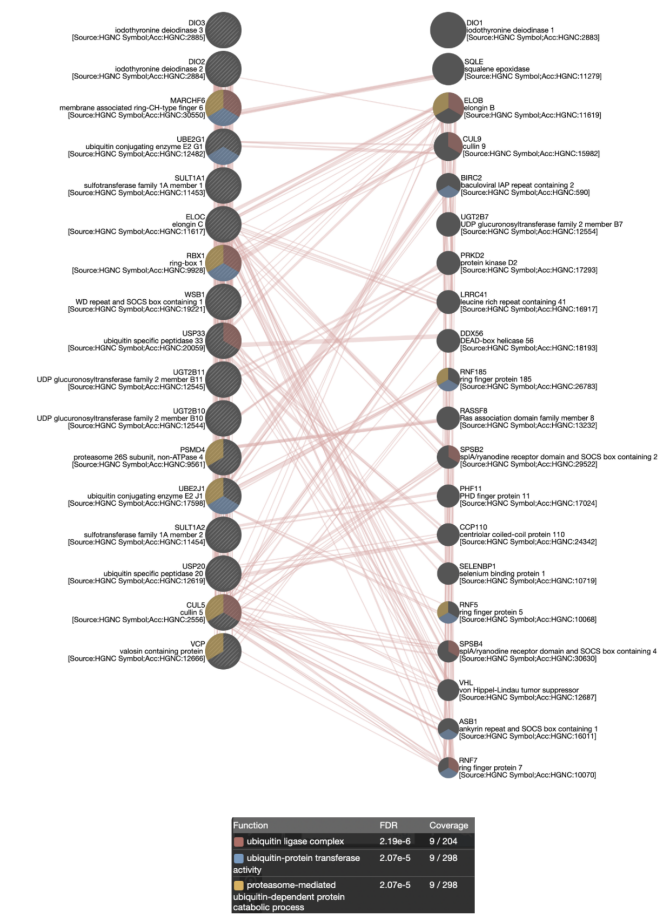 DIO3
iodothyronine deiodinase 3
[Source:HGNC Symbol;Acc:HGNC:2885]
DIO2
iodothyronine deiodinase 2
[Source:HGNC Symbol;Acc:HGNC:2884]
MARCHF6
membrane associated ring-CH-type finger 6
[Source:HGNC Symbol;Acc:HGNC:30550]
UBE2G1
ubiquitin conjugating enzyme E2 G1
[Source:HGNC Symbol;Acc:HGNC:12482]
SULT1A1
sulfotransferase family 1A member 1
[Source:HGNC Symbol;Acc:HGNC:11453]
ELOC
elongin C
[Source:HGNC Symbol;Acc:HGNC:11617]
RBX1
ring-box 1
[Source:HGNC Symbol;Acc:HGNC:9928]
WSB1
WD repeat and SOCS box containing 1
[Source:HGNC Symbol;Acc:HGNC:19221]
USP33
ubiquitin specific peptidase 33
[Source:HGNC Symbol;Acc:HGNC:20059]
UGT2B11
UDP glucuronosyltransferase family 2 member B11
[Source:HGNC Symbol;Acc:HGNC:12545]
UGT2B10
UDP glucuronosyltransferase family 2 member B10
[Source:HGNC Symbol;Acc:HGNC:12544]
PSMD4
proteasome 26S subunit, non-ATPase 4
[Source:HGNC Symbol;Acc:HGNC:9561]
UBE2J1
ubiquitin conjugating enzyme E2 J1
[Source:HGNC Symbol;Acc:HGNC:17598]
SULT1A2
sulfotransferase family 1A member 2
[Source:HGNC Symbol;Acc:HGNC:11454]
USP20
ubiquitin specific peptidase 20
[Source:HGNC Symbol;Acc:HGNC:12619]
CUL5
cullin 5
[Source:HGNC Symbol;Acc:HGNC:2556]
VCP
valosin containing protein
[Source:HGNC Symbol;Acc:HGNC:12666]
DIO1
iodothyronine deiodinase 1
[Source:HGNC Symbol;Acc:HGNC:2883]
SQLE
squalene epoxidase
[Source:HGNC Symbol;Acc:HGNC:11279]
ELOB
elongin B
[Source:HGNC Symbol;Acc:HGNC:11619]
CUL9
cullin 9
[Source:HGNC Symbol;Acc:HGNC:15982]
BIRC2
baculoviral IAP repeat containing 2
[Source:HGNC Symbol;Acc:HGNC:590]
UGT2B7
UDP glucuronosyltransferase family 2 member B7
[Source:HGNC Symbol;Acc:HGNC:12554]
PRKD2
protein kinase D2
[Source:HGNC Symbol;Acc:HGNC:17293]
LRRC41
leucine rich repeat containing 41
[Source:HGNC Symbol;Acc:HGNC:16917]
DDX56
DEAD-box helicase 56
[Source:HGNC Symbol;Acc:HGNC:18193]
RNF185
ring finger protein 185
[Source:HGNC Symbol;Acc:HGNC:26783]
RASSF8
Ras association domain family member 8
[Source:HGNC Symbol;Acc:HGNC:13232]
SPSB2
splA/ryanodine receptor domain and SOCS box containing 2
[Source:HGNC Symbol;Acc:HGNC:29522]
PHF11
PHD finger protein 11
[Source:HGNC Symbol;Acc:HGNC:17024]
CCP110
centriolar coiled-coil protein 110
[Source:HGNC Symbol;Acc:HGNC:24342]
SELENBP1
selenium binding protein 1
[Source:HGNC Symbol;Acc:HGNC:10719]
RNF5
ring finger protein 5
[Source:HGNC Symbol;Acc:HGNC:10068]
SPSB4
splA/ryanodine receptor domain and SOCS box containing 4
[Source:HGNC Symbol;Acc:HGNC:30630]
VHL
von Hippel-Lindau tumor suppressor
[Source:HGNC Symbol;Acc:HGNC:12687]
ASB1
ankyrin repeat and SOCS box containing 1
[Source:HGNC Symbol;Acc:HGNC:16011]
RNF7
ring finger protein 7
[Source:HGNC Symbol;Acc:HGNC:10070]
Function FDR Coverage
ubiquitin ligase complex 2.19e-6 9 / 204
ubiquitin-protein transferase 2.07e-5 9 / 298
activity
proteasome-mediated 2.07e-5 9 / 298
ubiquitin-dependent protein
catabolic process